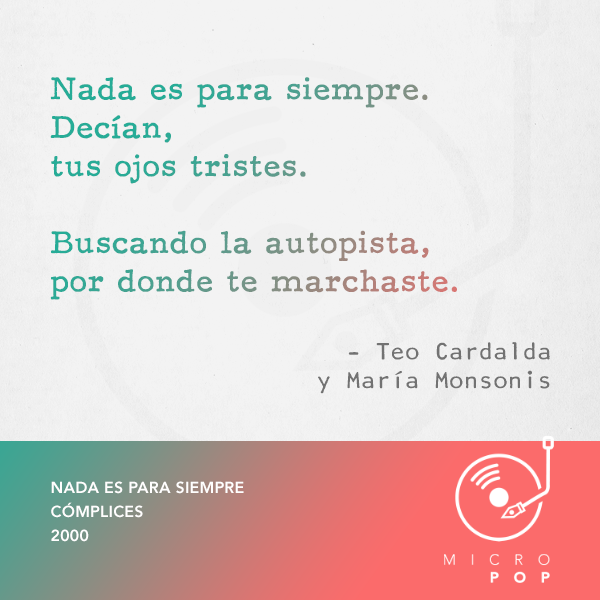 Nada es para siempre.
Decían,
tus ojos tristes.
Buscando la autopista,
por donde te marchaste.
– Teo Cardalda
y María Monsonis
NADA ES PARA SIEMPRE
CÓMPLICES
2000
MICRO
POP